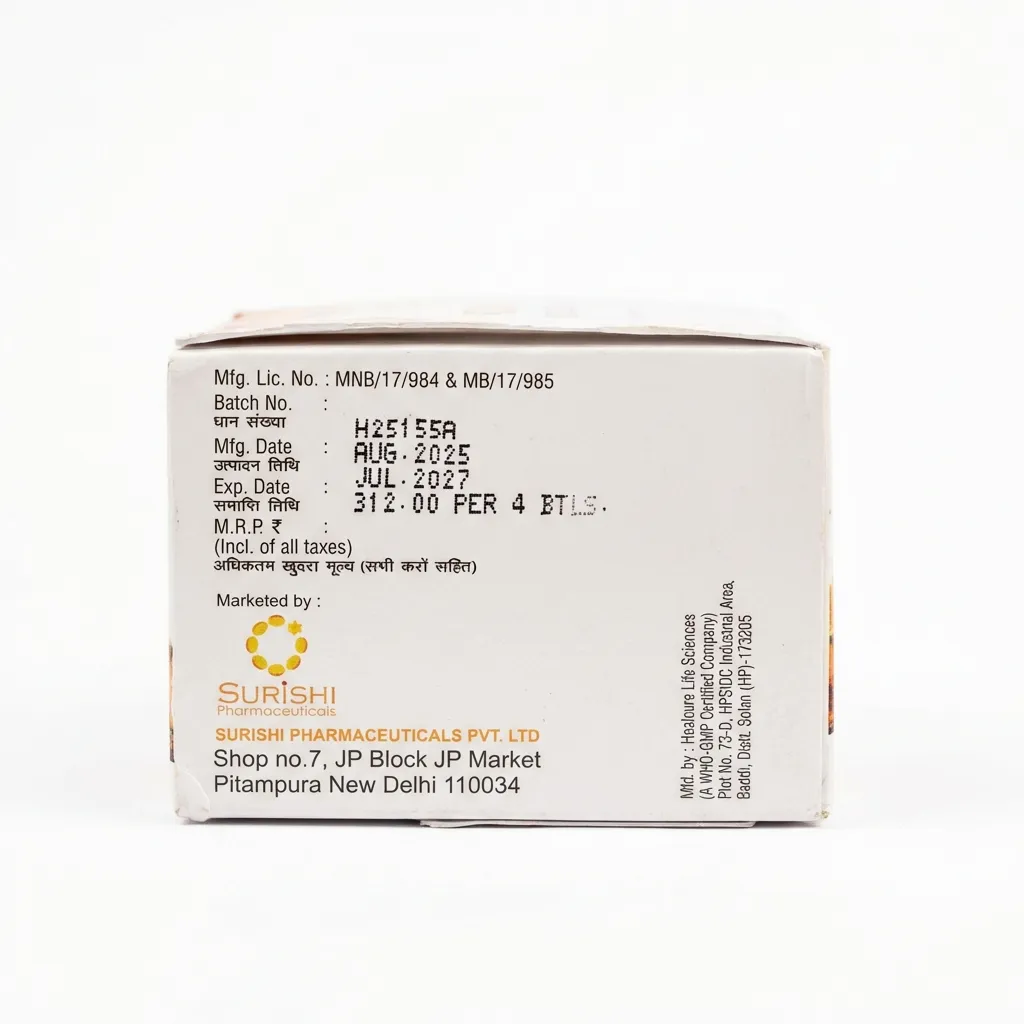 Mfg. Lic. No. : MNB/17/984 & MB/17/985
Batch No. :
धान संख्या
H25155A
Mfg. Date :
उत्पादन तिथि
AUG.2025
Exp. Date :
समाप्ति तिथि
JUL.2027
M.R.P. ₹ :
312.00 PER 4 BTLS.
(Incl. of all taxes)
अधिकतम खुदरा मूल्य (सभी करों सहित)
Marketed by :
SURISHI
Pharmaceuticals
SURISHI PHARMACEUTICALS PVT. LTD
Shop no.7, JP Block JP Market
Pitampura New Delhi 110034
Mfd. by : Healoure Life Sciences
(A WHO-GMP Certified Company)
Plot No. 73-D, HPSIDC Industrial Area,
Baddi, Distt. Solan (HP)-173205